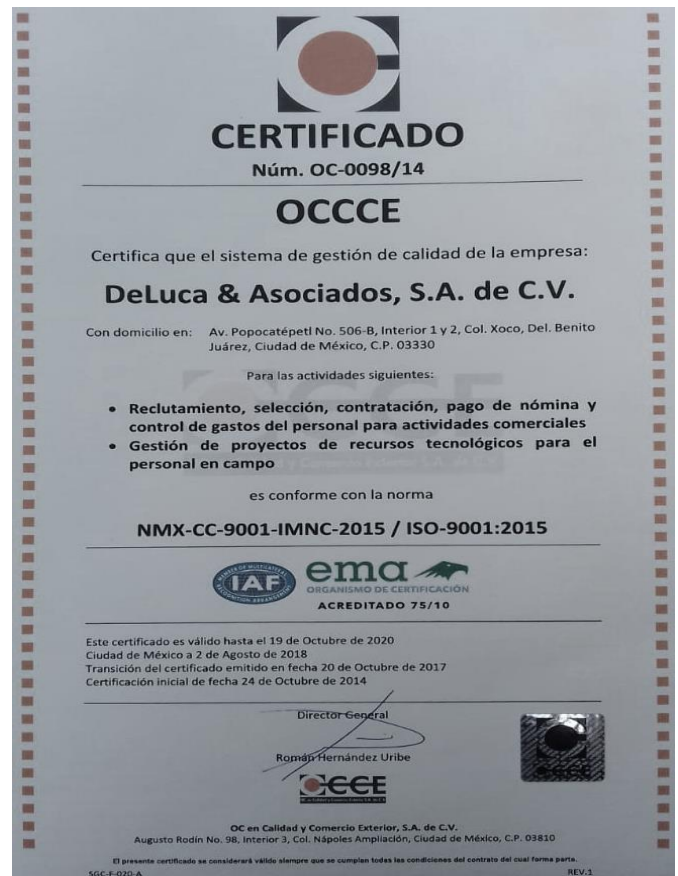 CERTIFICADO
Núm. OC-0098/14
OCCCE
Certifica que el sistema de gestión de calidad de la empresa:
DeLuca & Asociados, S.A. de C.V.
Con domicilio en: Av. Popocatépetl No. 506-B, Interior 1 y 2, Col. Xoco, Del. Benito
Juárez, Ciudad de México, C.P. 03330
Para las actividades siguientes:
• Reclutamiento, selección, contratación, pago de nómina y
control de gastos del personal para actividades comerciales
• Gestión de proyectos de recursos tecnológicos para el
personal en campo
es conforme con la norma
NMX-CC-9001-IMNC-2015 / ISO-9001:2015
MEMBER OF MULTILATERAL
IAF
RECOGNITION ARRANGEMENT
ema
ORGANISMO DE CERTIFICACIÓN
ACREDITADO 75/10
Este certificado es válido hasta el 19 de Octubre de 2020
Ciudad de México a 2 de Agosto de 2018
Transición del certificado emitido en fecha 20 de Octubre de 2017
Certificación inicial de fecha 24 de Octubre de 2014
Director General
Román Hernández Uribe
OCCE
OC en Calidad y Comercio Exterior, S.A. de C.V.
Augusto Rodín No. 98, Interior 3, Col. Nápoles Ampliación, Ciudad de México, C.P. 03810
El presente certificado se considerará válido siempre que se cumplan todas las condiciones del contrato del cual forma parte.
SGC-F-020-A REV.1